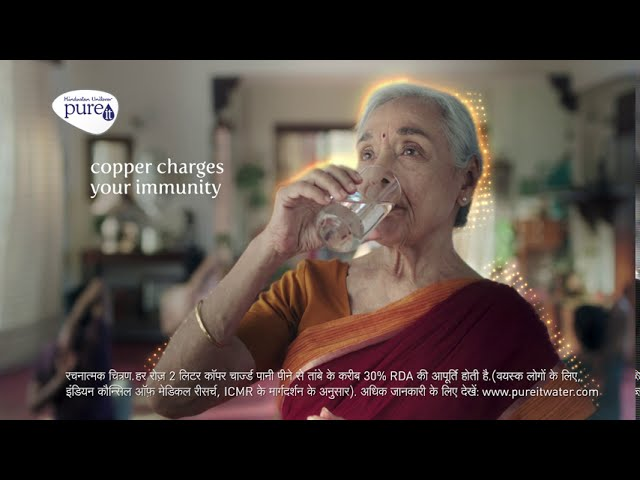 Hindustan Unilever
pureit
copper charges
your immunity
रचनात्मक चित्रण. हर रोज़ 2 लिटर कॉपर चार्ज्ड पानी पीने से तांबे के करीब 30% RDA की आपूर्ति होती है.(वयस्क लोगों के लिए,
इंडियन कौन्सिल ऑफ मेडिकल रीसर्च, ICMR के मार्गदर्शन के अनुसार). अधिक जानकारी के लिए देखें: www.pureitwater.com